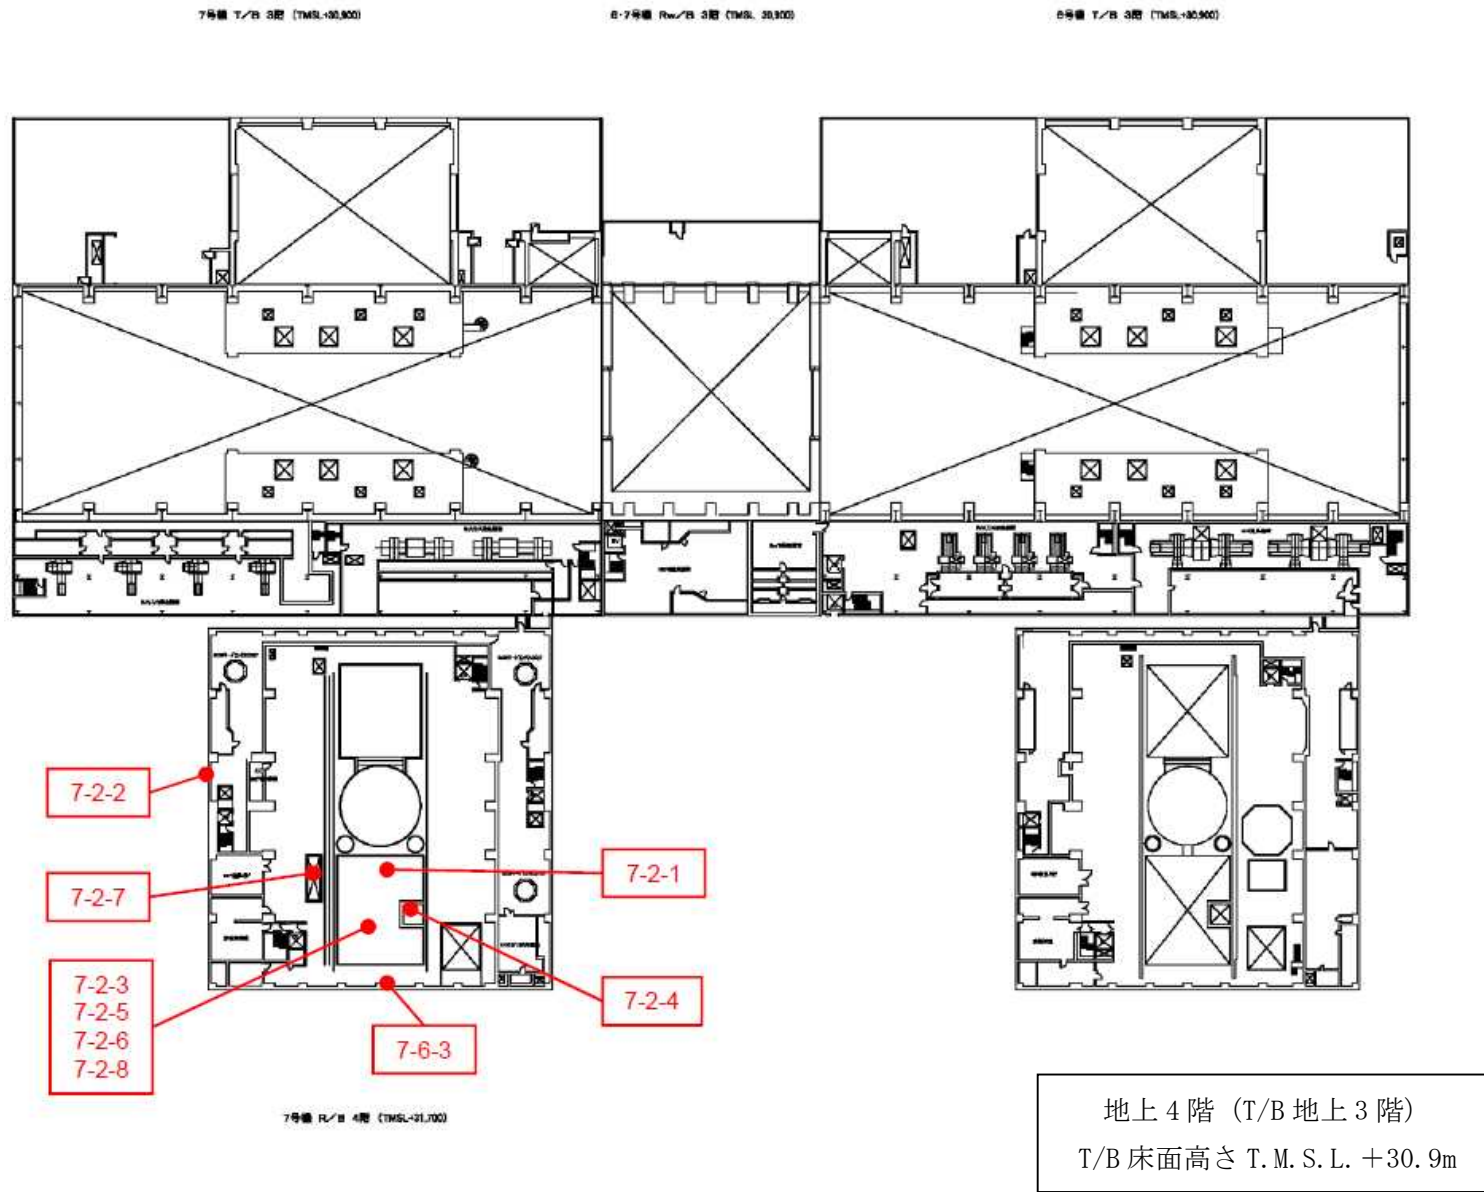 7号機 T/B 3階 (TMSL+30,900)
6-7号機 Rw/B 3階 (TMSL 30,900)
6号機 T/B 3階 (TMSL+30,900)
7-2-2
7-2-7
7-2-1
7-2-3
7-2-5
7-2-6
7-2-8
7-2-4
7-6-3
7号機 R/B 4階 (TMSL+31,700)
地上4階 (T/B 地上3階)
T/B 床面高さ T.M.S.L.+30.9m